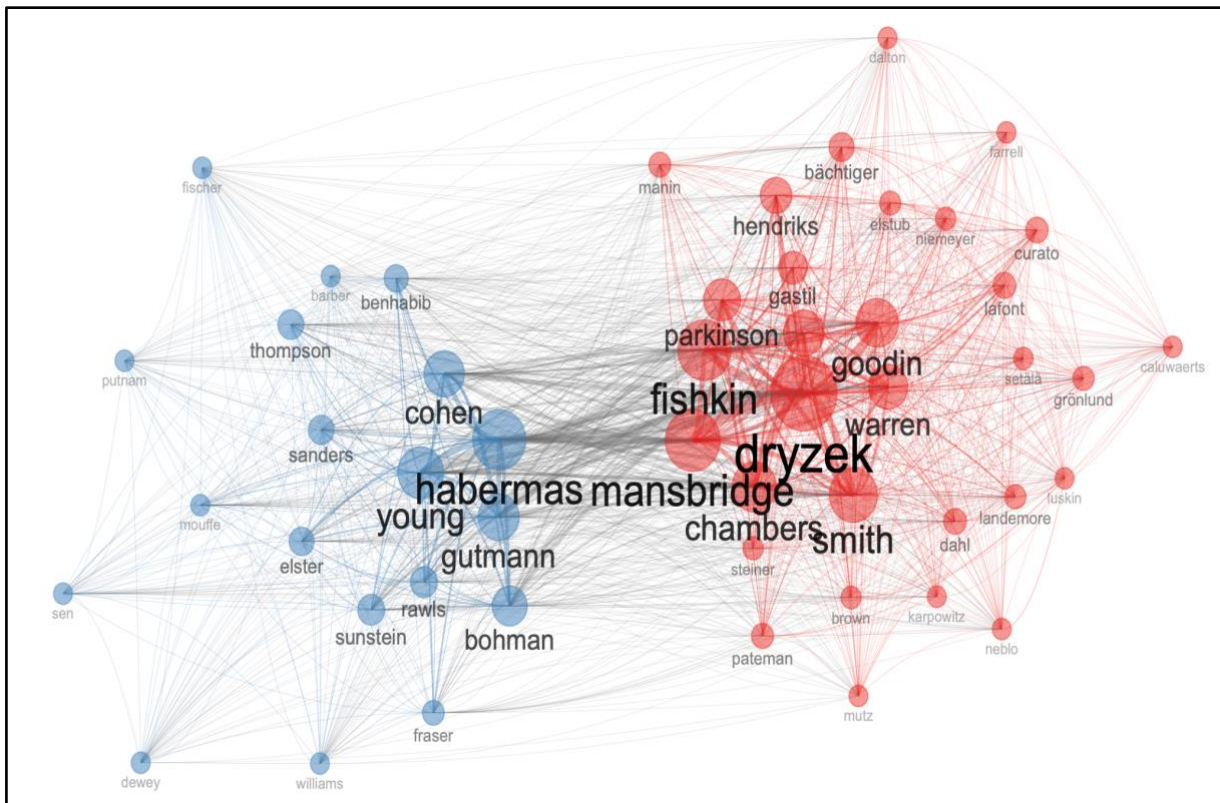 dalton
farrell
bächtiger
manin
fischer
elstub
hendriks
niemeyer
curato
barber
benhabib
gastil
lafont
parkinson
thompson
goodin
putnam
caluwaerts
setälä
grönlund
cohen
fishkin
warren
sanders
dryzek
habermas
mansbridge
luskin
mouffe
young
chambers
landemore
smith
dahl
gutmann
elster
steiner
sen
rawls
brown
karpowitz
sunstein
bohman
pateman
neblo
mutz
fraser
dewey
williams